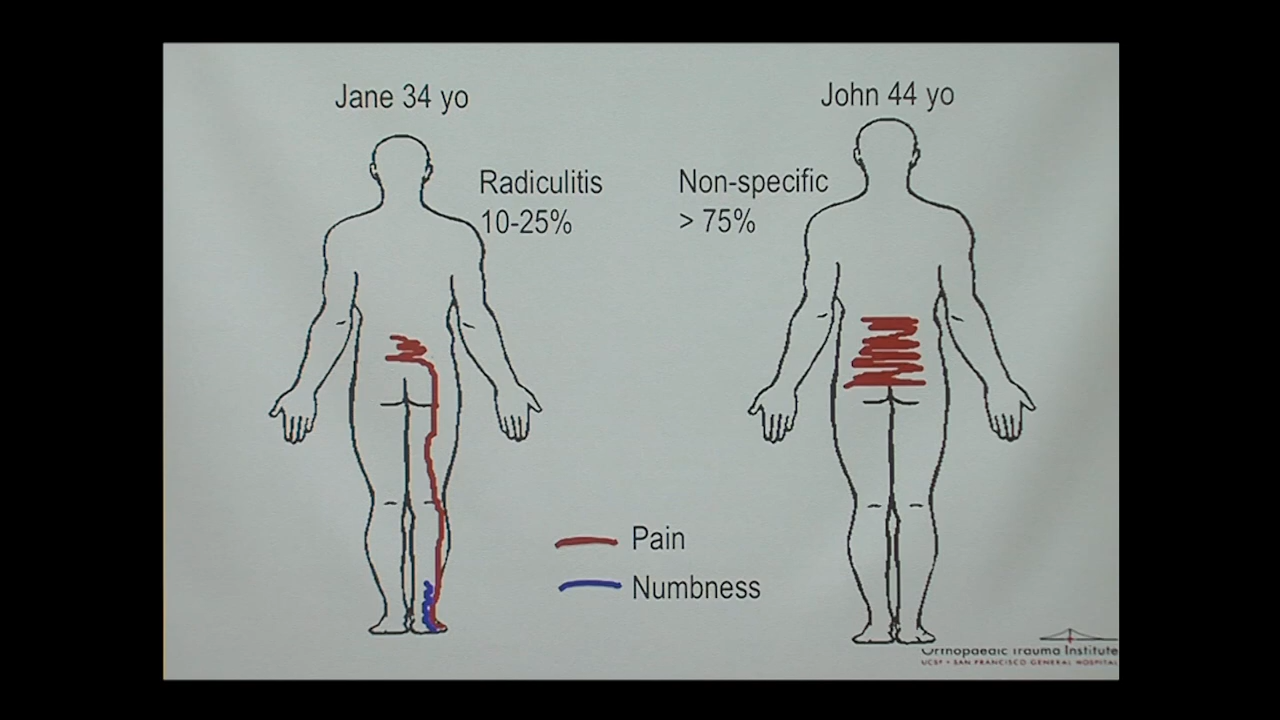 Jane 34 yo
John 44 yo
Radiculitis
10-25%
Non-specific
> 75%
Pain
Numbness
Orthopaedic Trauma Institute
UCSF • SAN FRANCISCO GENERAL HOSPITAL